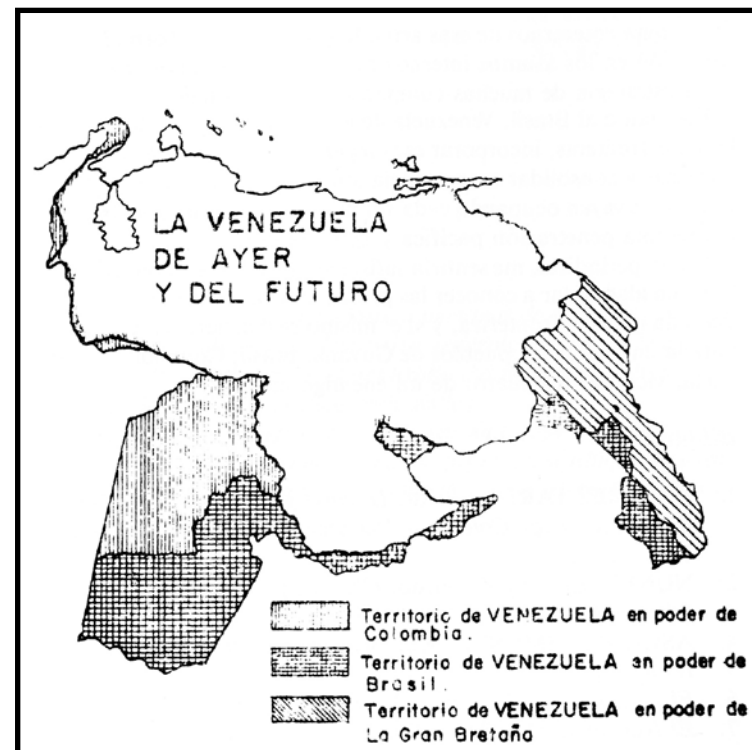 LA VENEZUELA
DE AYER
Y DEL FUTURO
Territorio de VENEZUELA en poder de
Colombia.
Territorio de VENEZUELA en poder de
Brasil.
Territorio de VENEZUELA en poder de
La Gran Bretaña